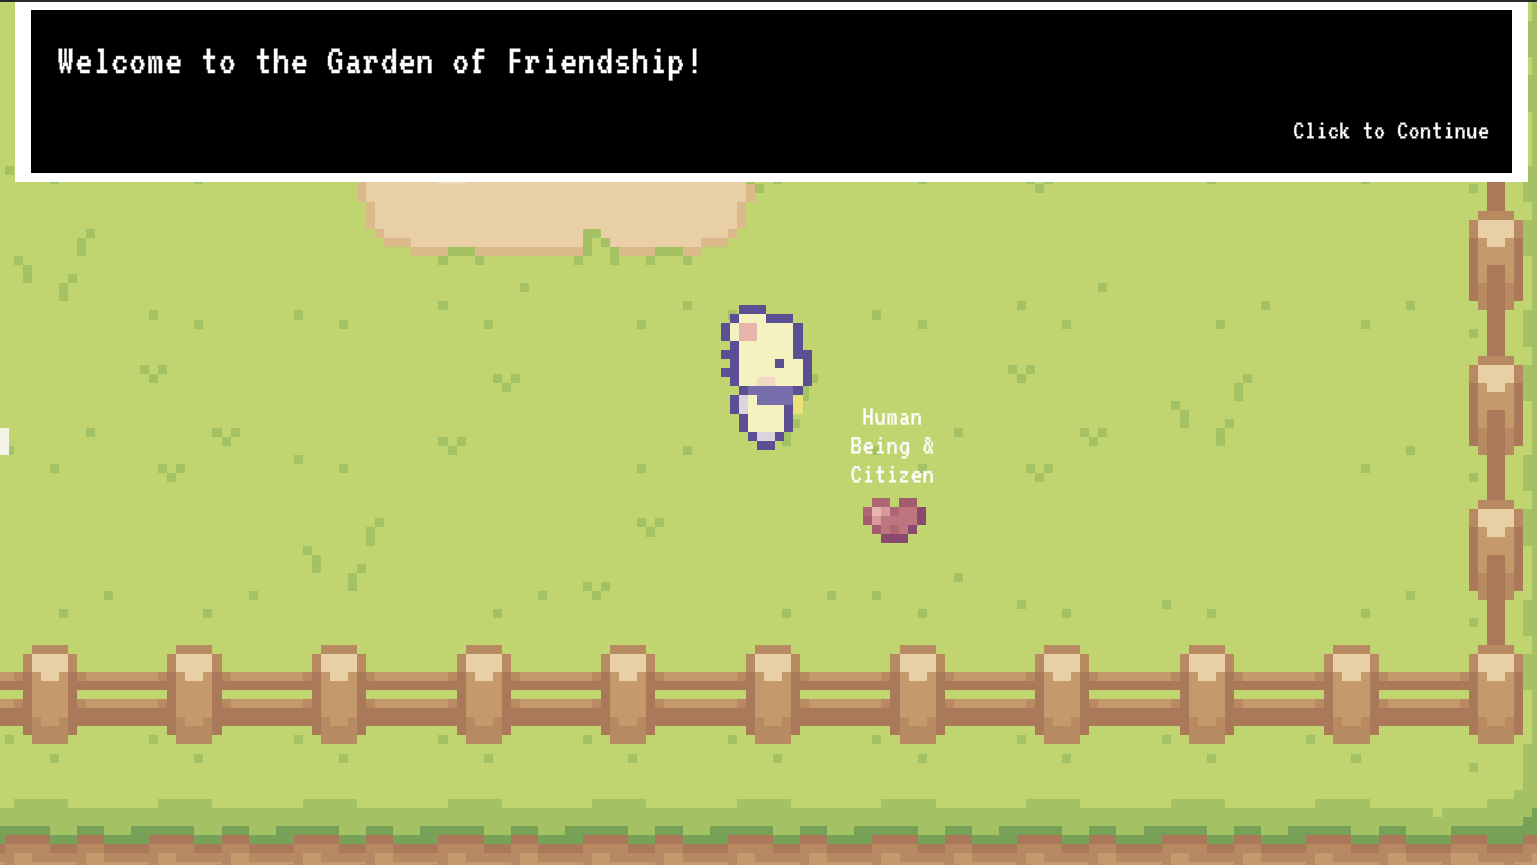 Welcome to the Garden of Friendship!
Click to Continue
Human
Being &
Citizen